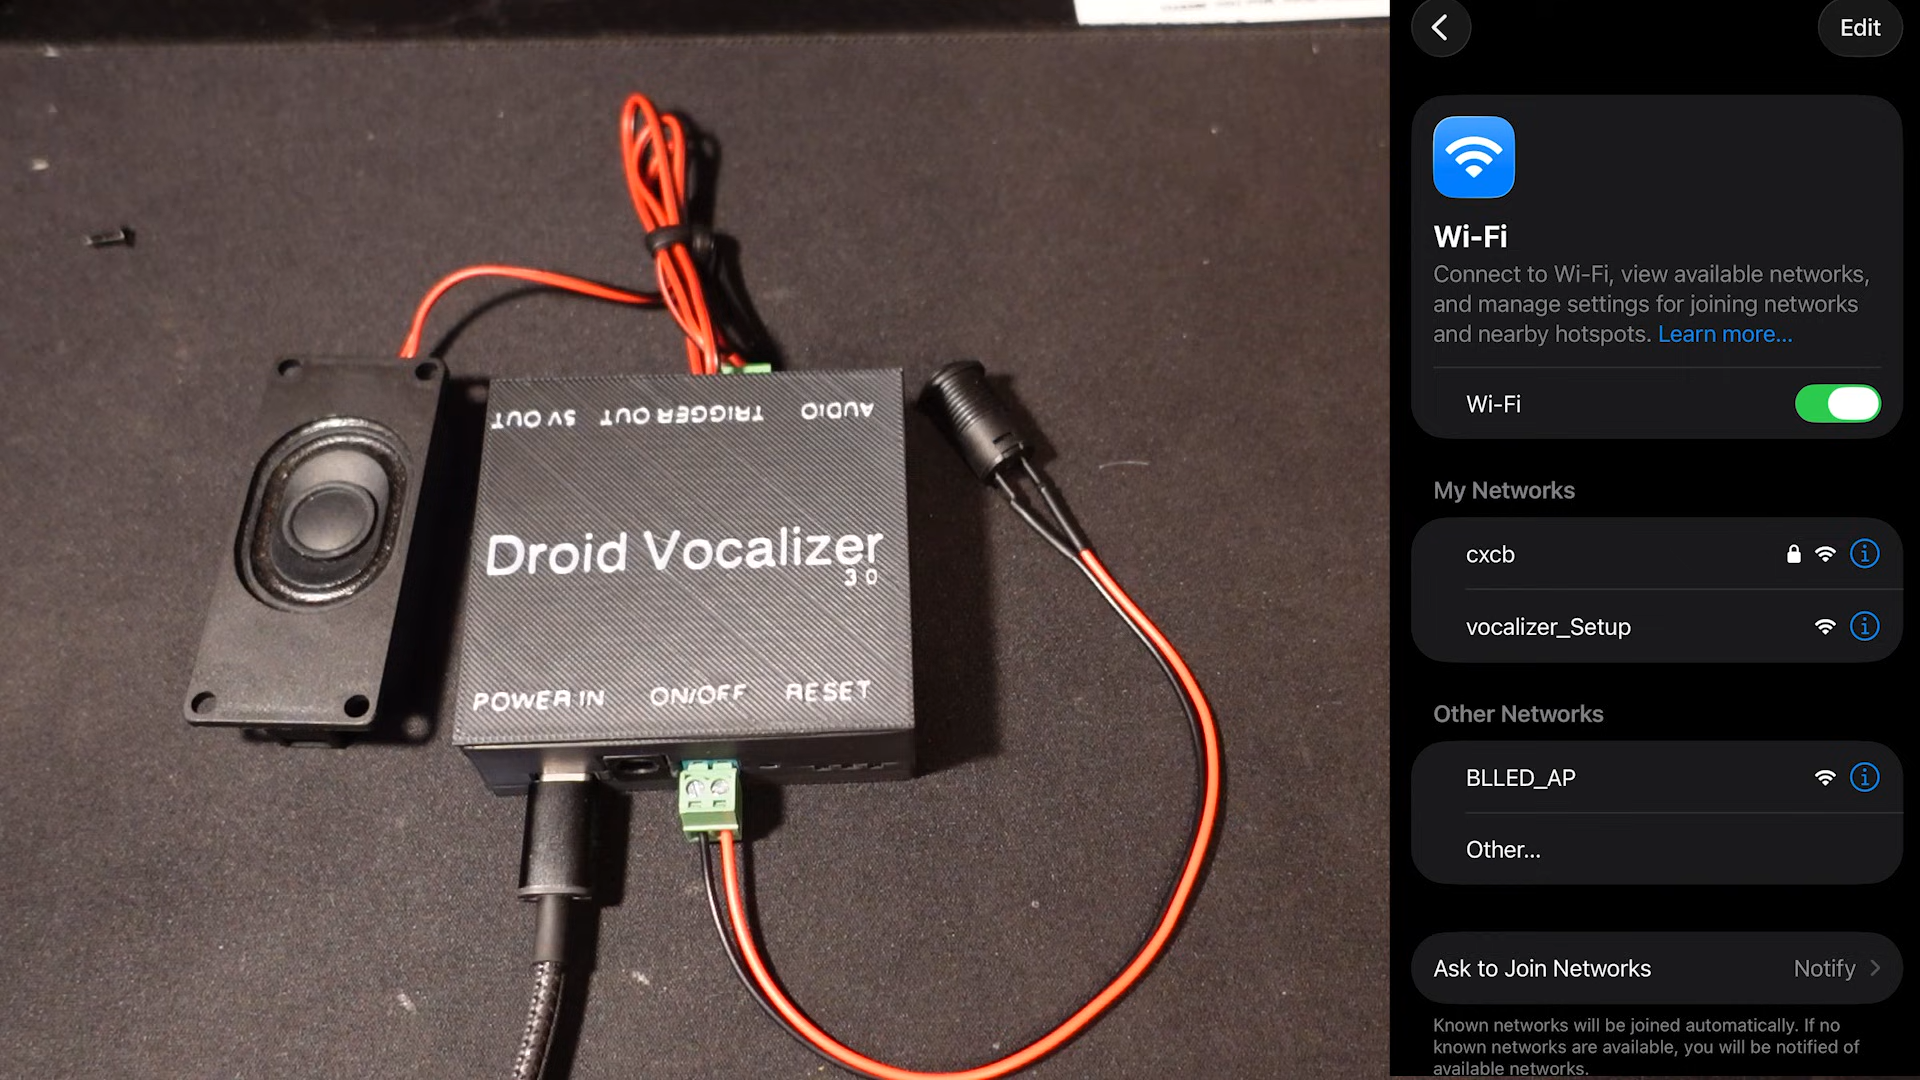 5V OUT TRIGGER OUT AUDIO
Droid Vocalizer
3.0
POWER IN ON/OFF RESET
Edit
Wi-Fi
Connect to Wi-Fi, view available networks,
and manage settings for joining networks
and nearby hotspots. Learn more...
Wi-Fi
My Networks
cxcb
vocalizer_Setup
Other Networks
BLLED_AP
Other...
Ask to Join Networks Notify
Known networks will be joined automatically. If no
known networks are available, you will be notified of
available networks.